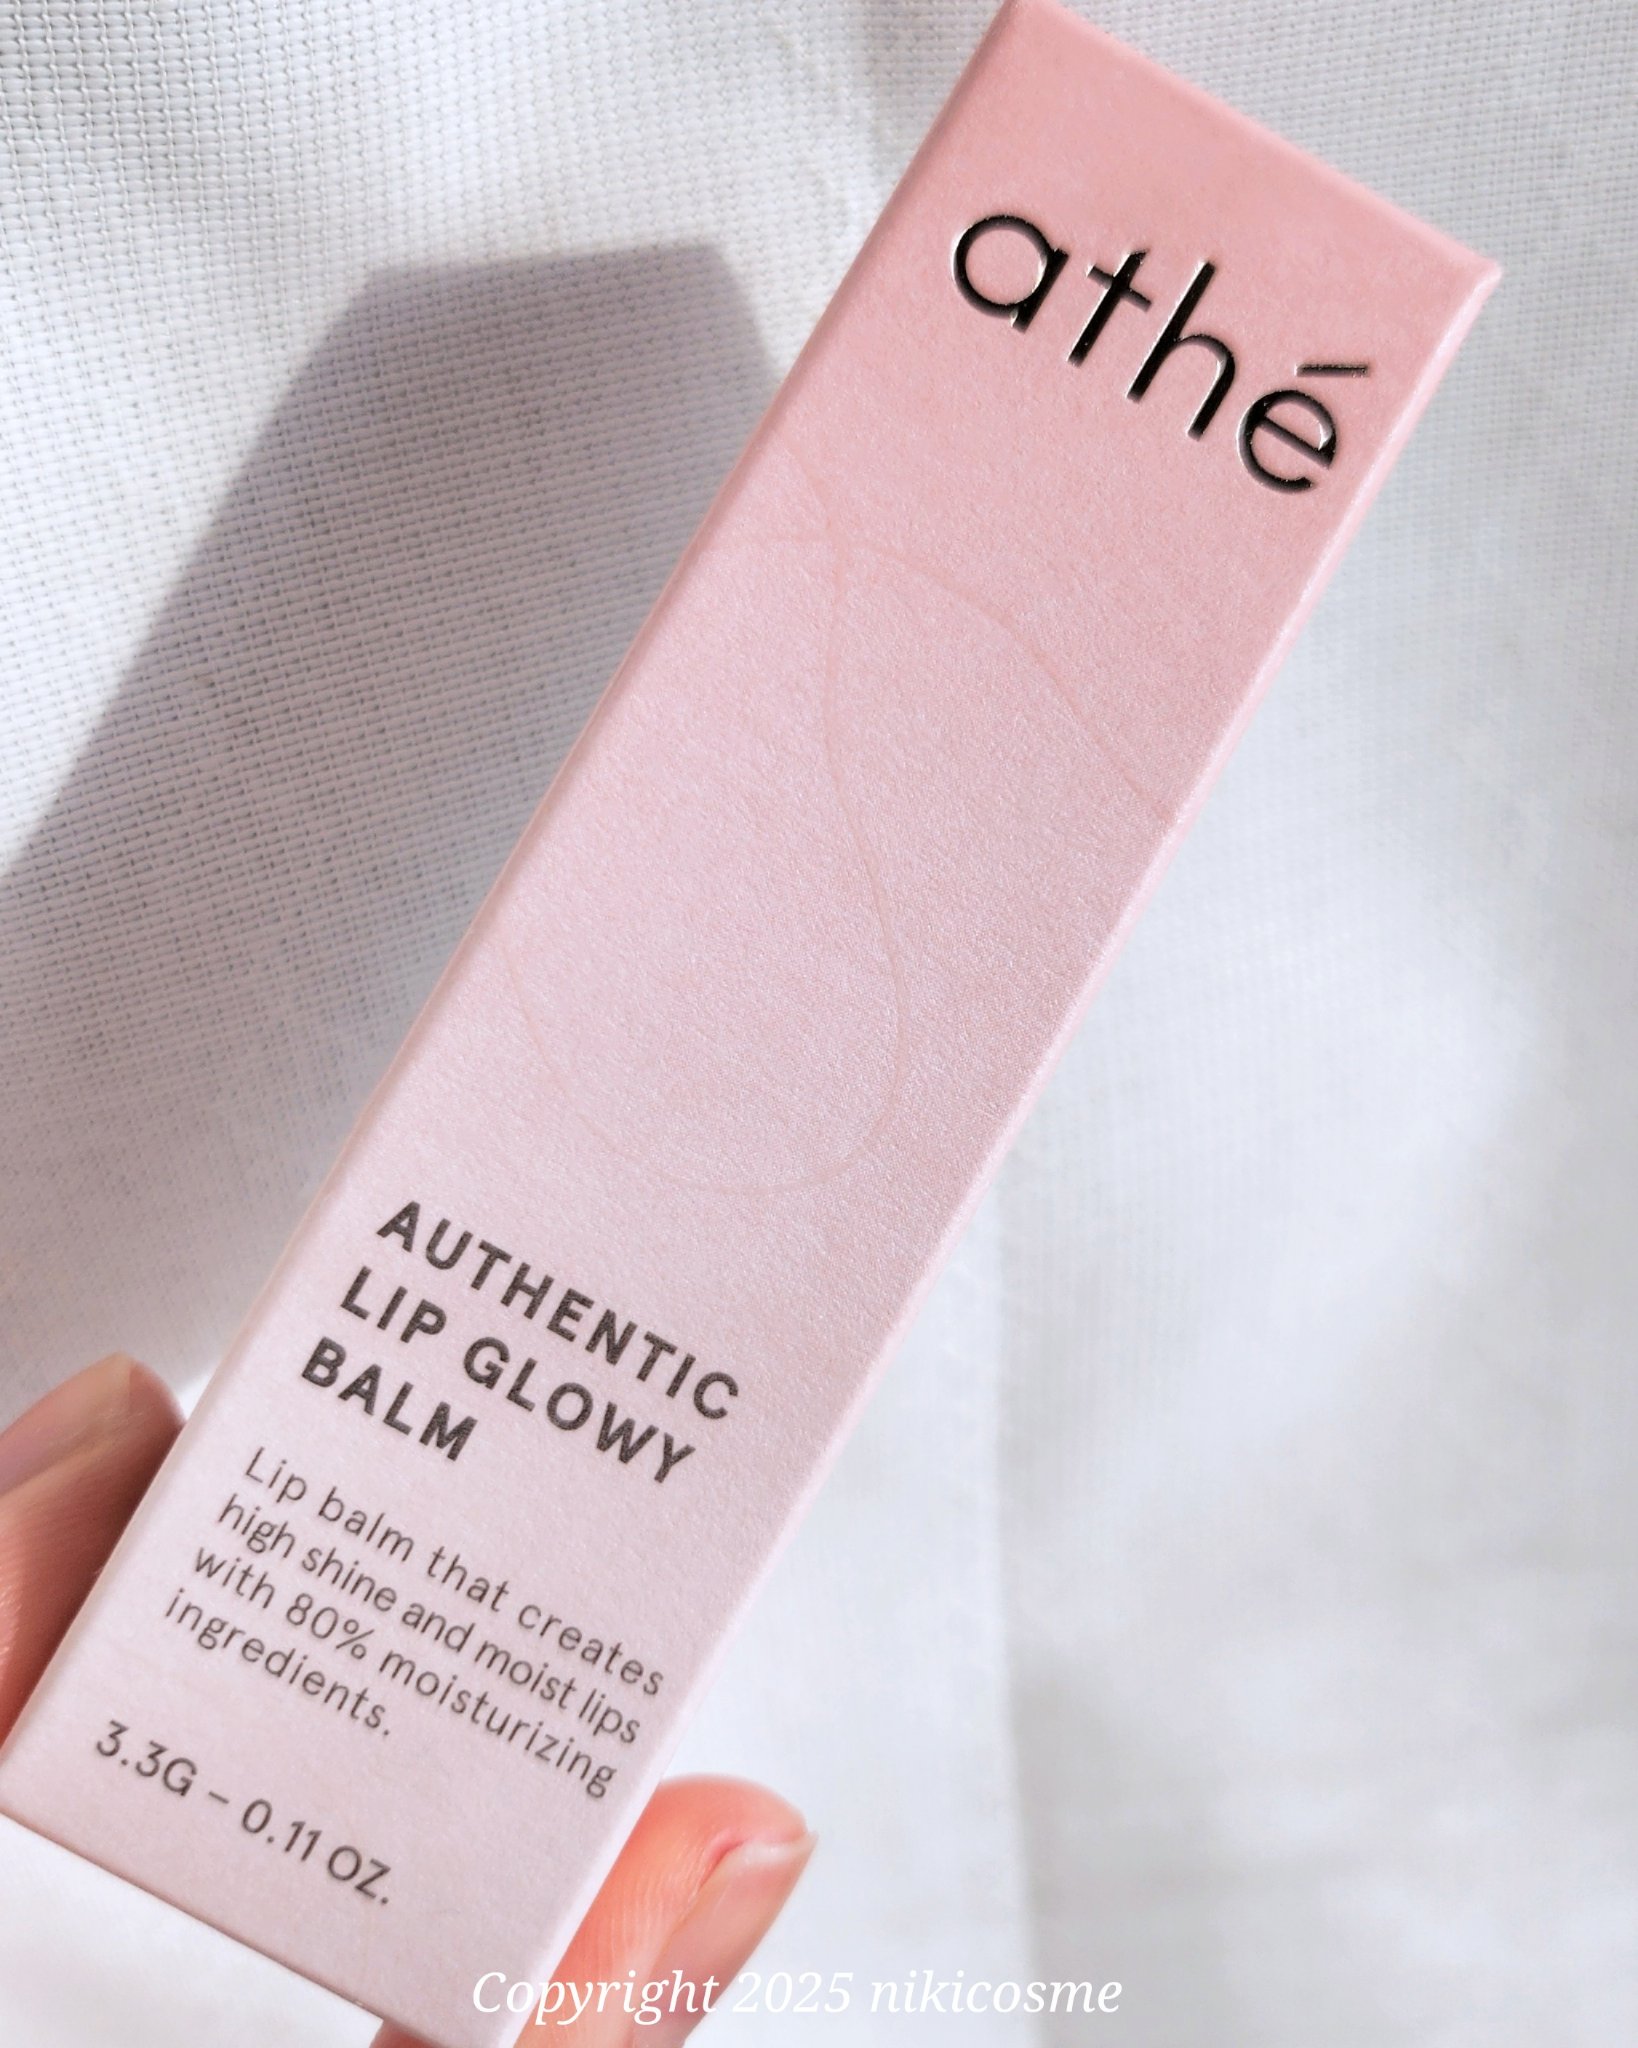 athé
AUTHENTIC
LIP GLOWY
BALM
Lip balm that creates
high shine and moist lips
with 80% moisturizing
ingredients.
3.3G – 0.11 OZ.
Copyright 2025 nikicosme